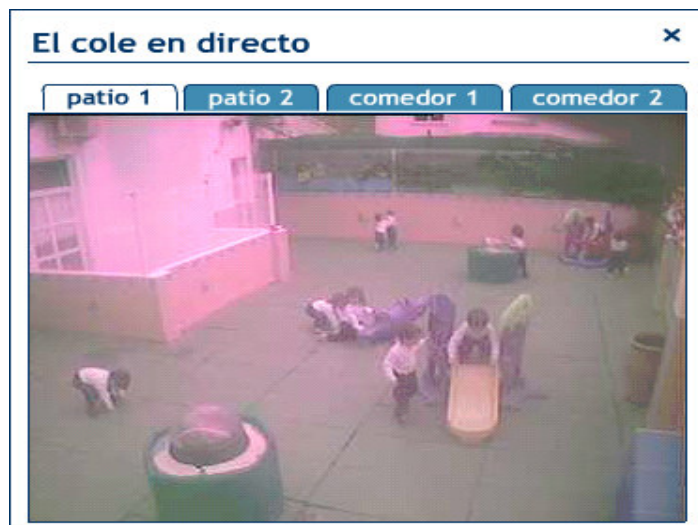 El cole en directo ×
patio 1 patio 2 comedor 1 comedor 2